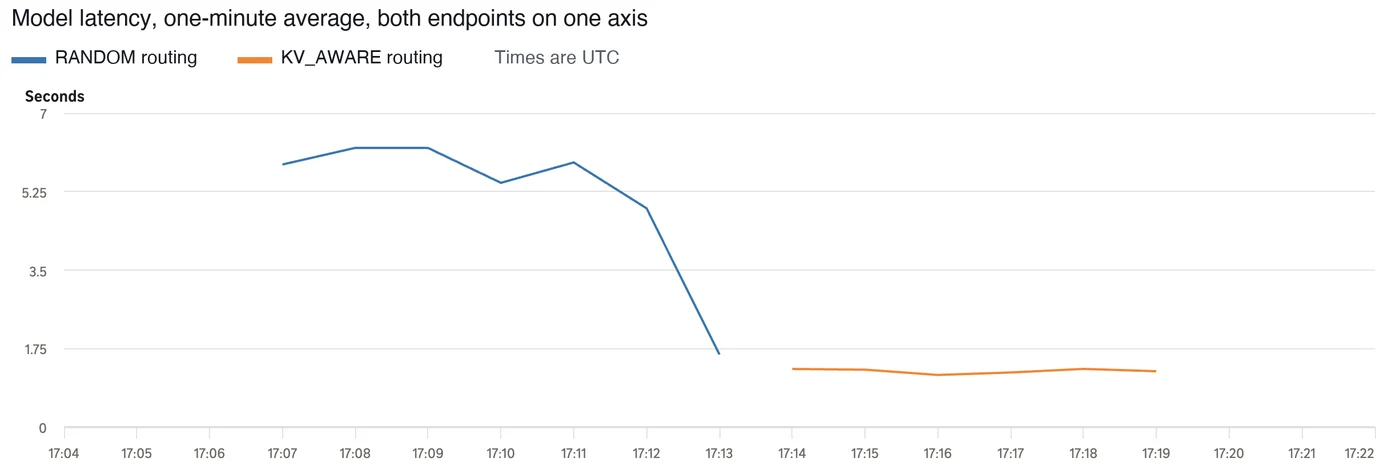 Model latency, one-minute average, both endpoints on one axis
RANDOM routing KV_AWARE routing Times are UTC
Seconds
7
5.25
3.5
1.75
0
17:04 17:05 17:06 17:07 17:08 17:09 17:10 17:11 17:12 17:13 17:14 17:15 17:16 17:17 17:18 17:19 17:20 17:21 17:22